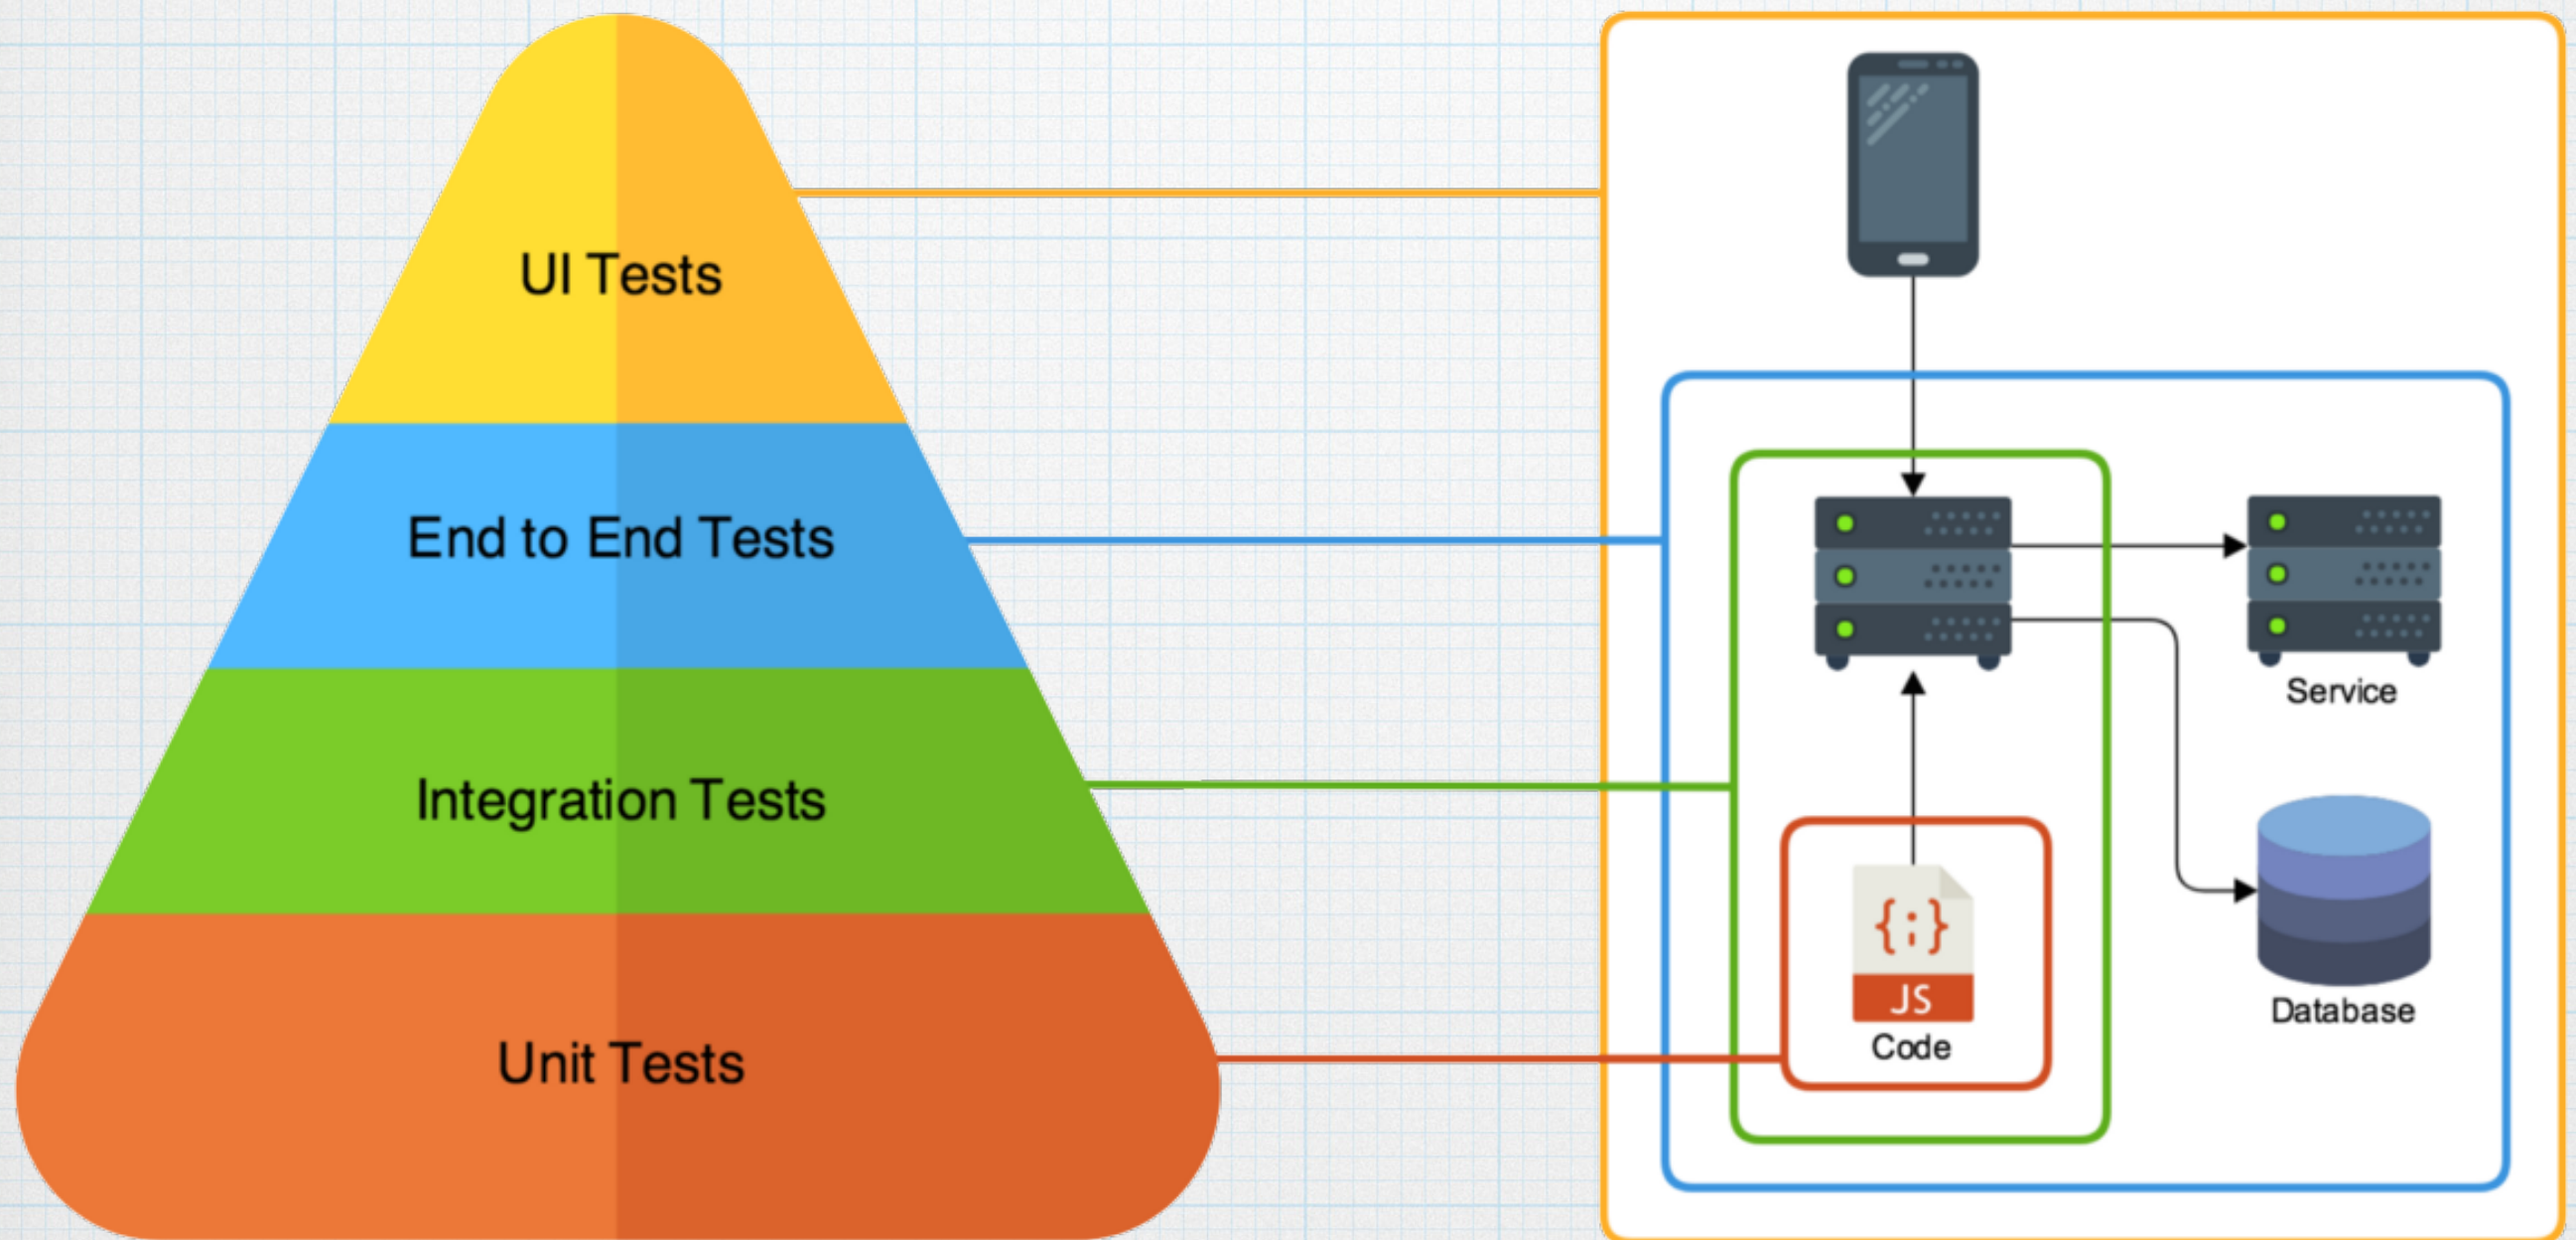 UI Tests
End to End Tests
Integration Tests
Unit Tests
Service
{;}
JS
Code
Database